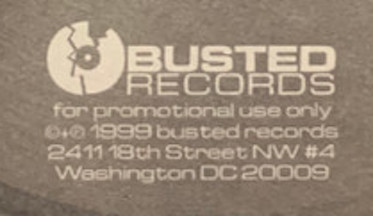 BUSTED
RECORDS
for promotional use only
©+℗ 1999 busted records
2411 18th Street NW #4
Washington DC 20009